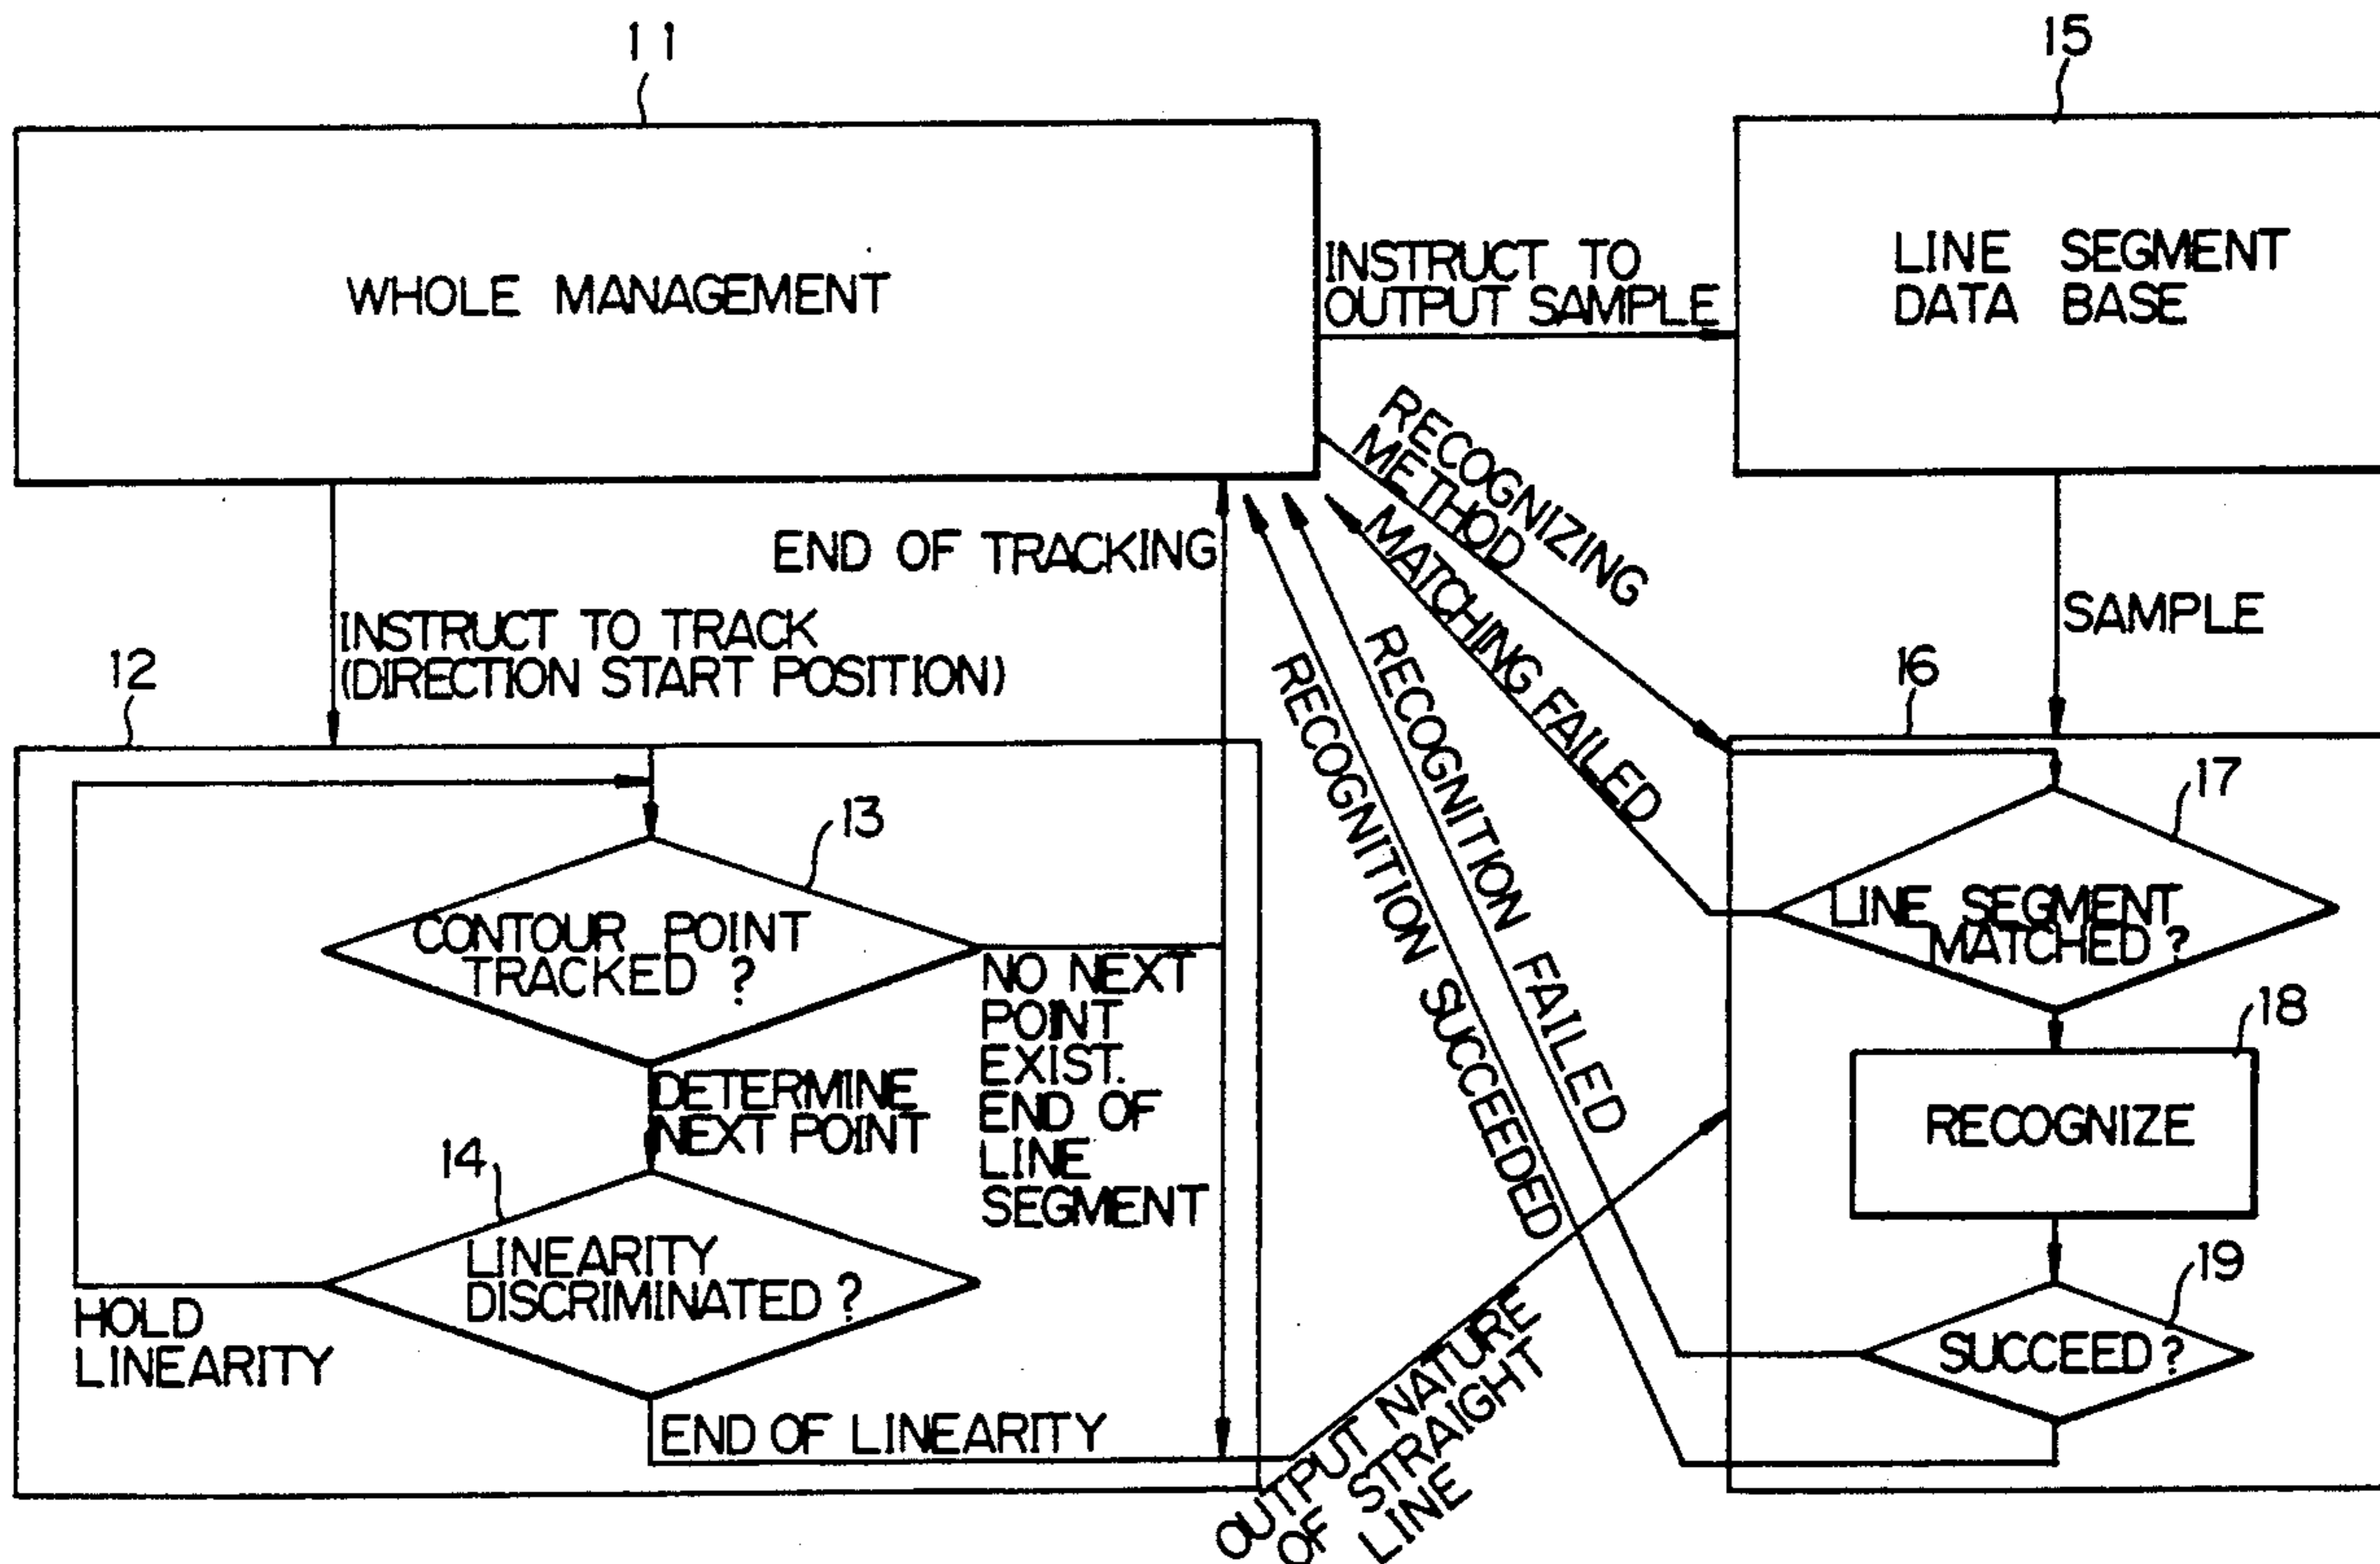 11
15
WHOLE MANAGEMENT
INSTRUCT TO
OUTPUT SAMPLE
LINE SEGMENT
DATA BASE
RECOGNIZING
METHOD
MATCHING FAILED
RECOGNITION FAILED
RECOGNITION SUCCEEDED
END OF TRACKING
INSTRUCT TO TRACK
(DIRECTION START POSITION)
SAMPLE
12
16
13
17
CONTOUR POINT
TRACKED ?
NO NEXT
POINT
EXIST.
END OF
LINE
SEGMENT
DETERMINE
NEXT POINT
14
LINEARITY
DISCRIMINATED ?
HOLD
LINEARITY
END OF LINEARITY
OUTPUT NATURE
OF STRAIGHT
LINE
LINE SEGMENT
MATCHED ?
18
RECOGNIZE
19
SUCCEED ?